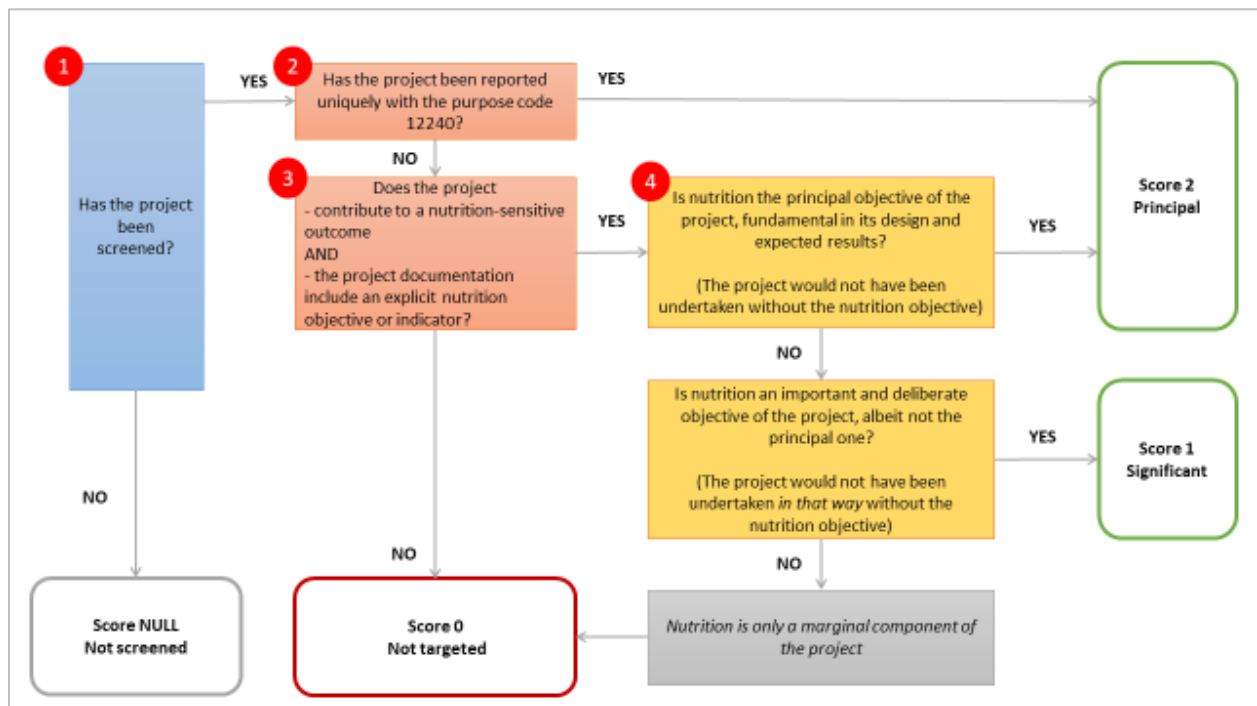 1
Has the project
been
screened?
YES
2
Has the project been reported
uniquely with the purpose code
12240?
YES
NO
3
Does the project
- contribute to a nutrition-sensitive
outcome
AND
- the project documentation
include an explicit nutrition
objective or indicator?
YES
4
Is nutrition the principal objective of
the project, fundamental in its design and
expected results?
(The project would not have been
undertaken without the nutrition objective)
YES
Score 2
Principal
NO
Is nutrition an important and deliberate
objective of the project, albeit not the
principal one?
(The project would not have been
undertaken in that way without the
nutrition objective)
YES
Score 1
Significant
NO
NO
NO
Score NULL
Not screened
Score 0
Not targeted
Nutrition is only a marginal component of
the project